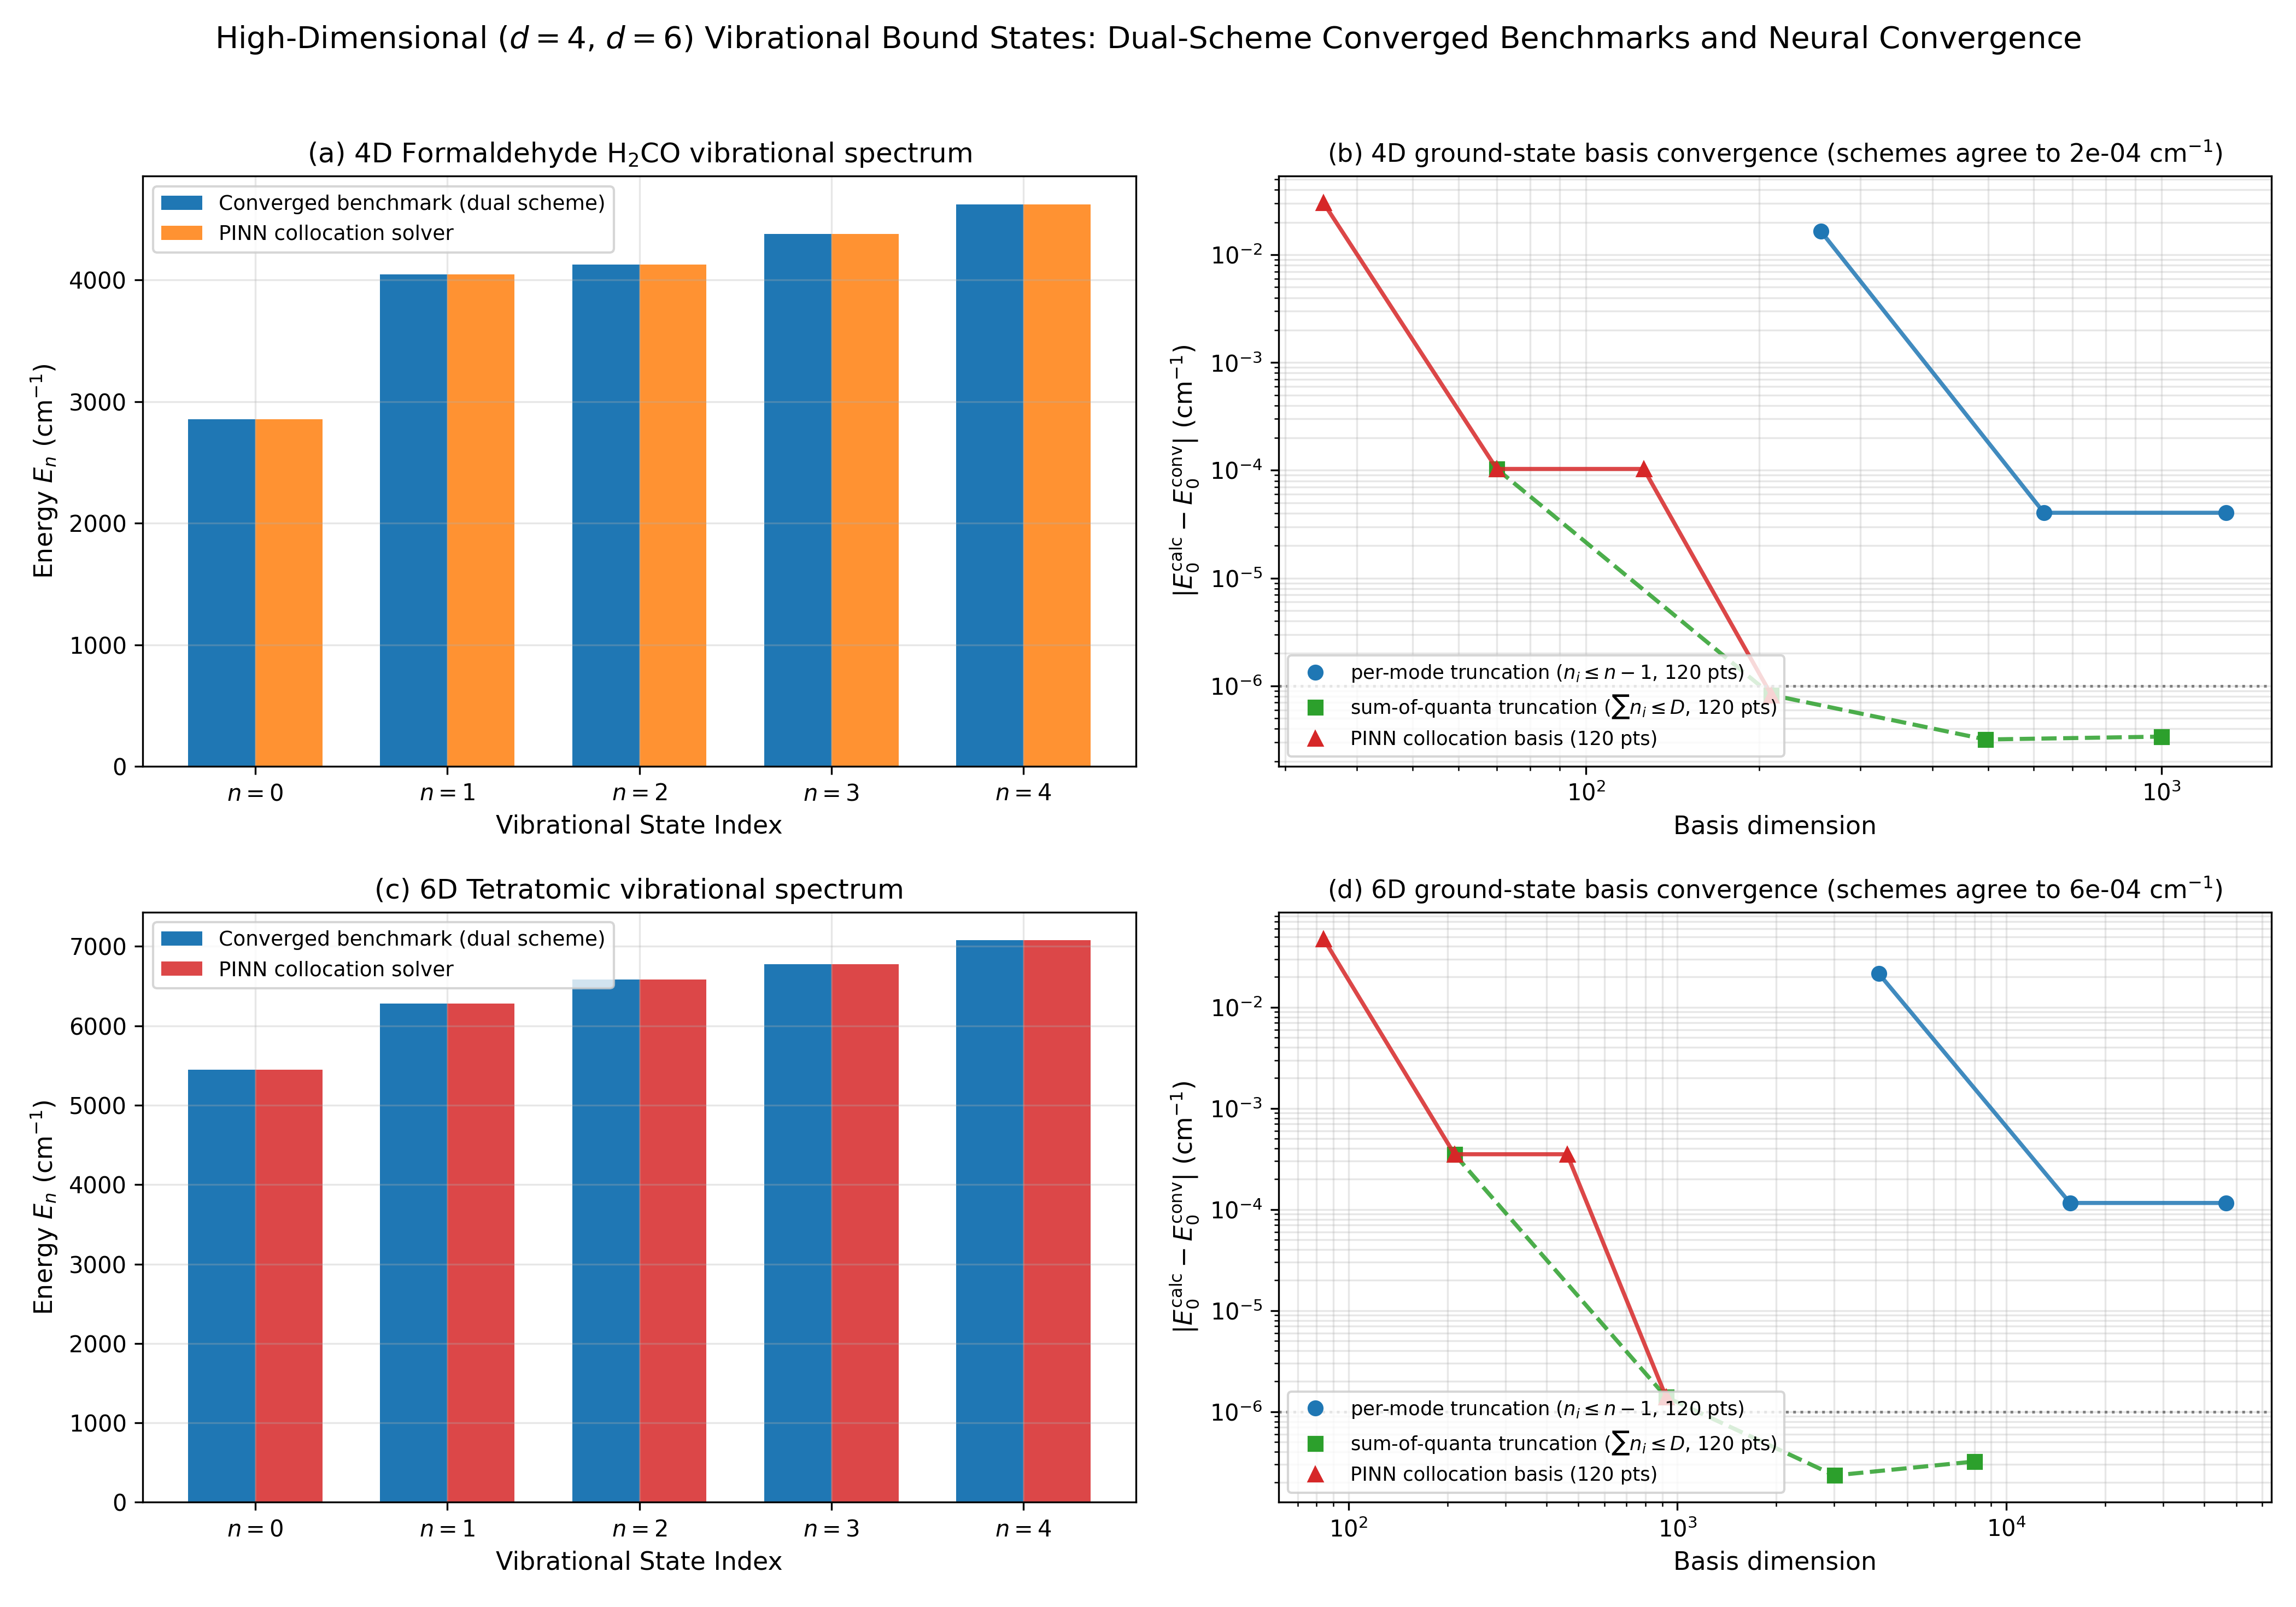 High-Dimensional (d = 4, d = 6) Vibrational Bound States: Dual-Scheme Converged Benchmarks and Neural Convergence
(a) 4D Formaldehyde H₂CO vibrational spectrum
Converged benchmark (dual scheme)
PINN collocation solver
Energy Eₙ (cm⁻¹)
4000
3000
2000
1000
0
n = 0
n = 1
n = 2
n = 3
n = 4
Vibrational State Index
(b) 4D ground-state basis convergence (schemes agree to 2e-04 cm⁻¹)
|E₀ᶜᵃˡᶜ − E₀ᶜᵒⁿᵛ| (cm⁻¹)
10⁻²
10⁻³
10⁻⁴
10⁻⁵
10⁻⁶
per-mode truncation (nᵢ ≤ n − 1, 120 pts)
sum-of-quanta truncation (∑nᵢ ≤ D, 120 pts)
PINN collocation basis (120 pts)
10²
10³
Basis dimension
(c) 6D Tetratomic vibrational spectrum
Converged benchmark (dual scheme)
PINN collocation solver
Energy Eₙ (cm⁻¹)
7000
6000
5000
4000
3000
2000
1000
0
n = 0
n = 1
n = 2
n = 3
n = 4
Vibrational State Index
(d) 6D ground-state basis convergence (schemes agree to 6e-04 cm⁻¹)
|E₀ᶜᵃˡᶜ − E₀ᶜᵒⁿᵛ| (cm⁻¹)
10⁻²
10⁻³
10⁻⁴
10⁻⁵
10⁻⁶
per-mode truncation (nᵢ ≤ n − 1, 120 pts)
sum-of-quanta truncation (∑nᵢ ≤ D, 120 pts)
PINN collocation basis (120 pts)
10²
10³
10⁴
Basis dimension